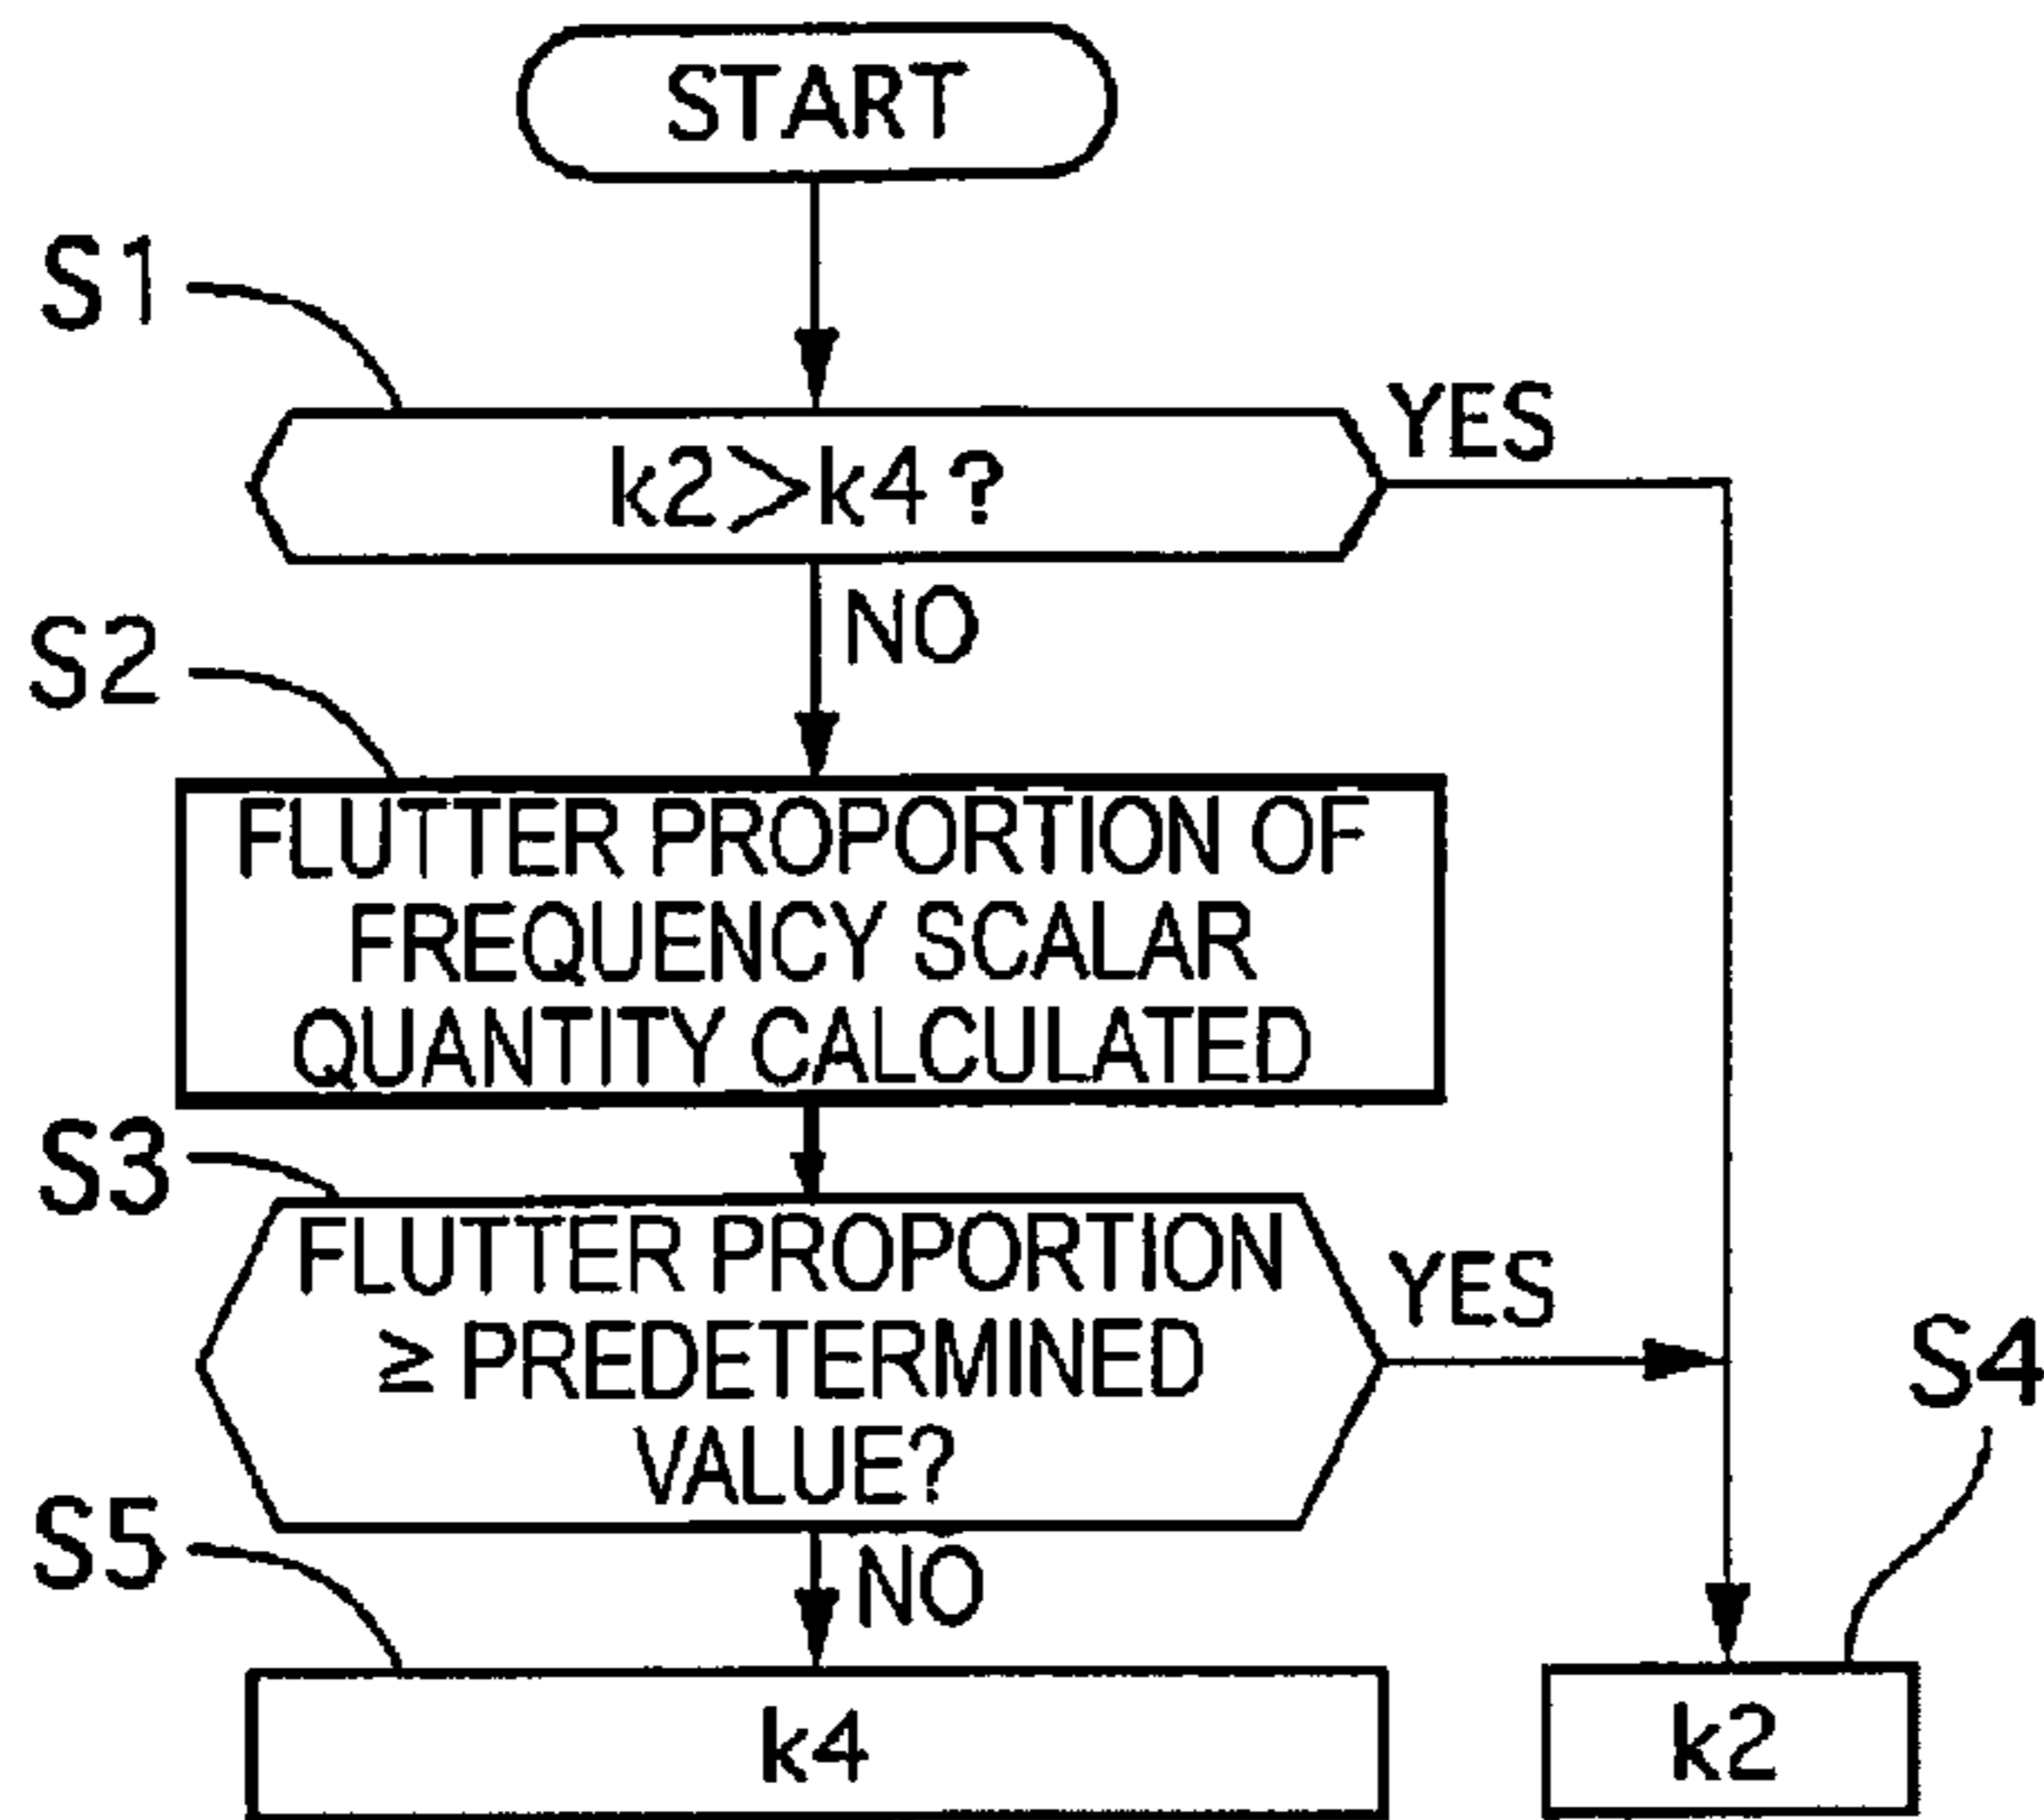 START
S1
k2>k4?
YES
NO
S2
FLUTTER PROPORTION OF
FREQUENCY SCALAR
QUANTITY CALCULATED
S3
FLUTTER PROPORTION
≥ PREDETERMINED
VALUE?
YES
S4
NO
S5
k4
k2